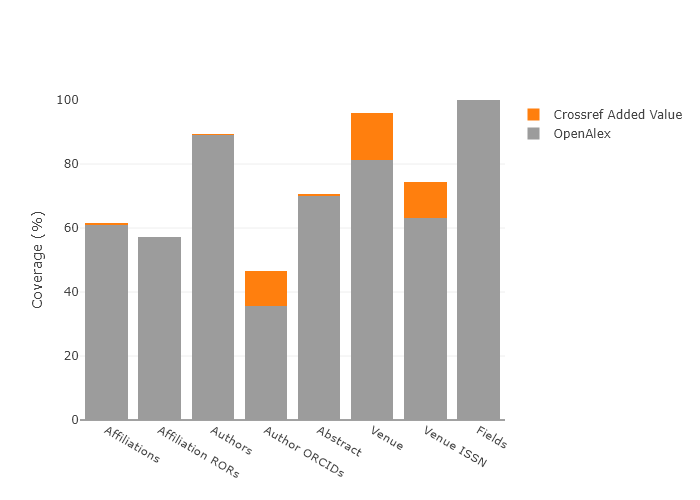 100
80
60
40
20
0
Coverage (%)
Affiliations
Affiliation RORs
Authors
Author ORCIDs
Abstract
Venue
Venue ISSN
Fields
Crossref Added Value
OpenAlex